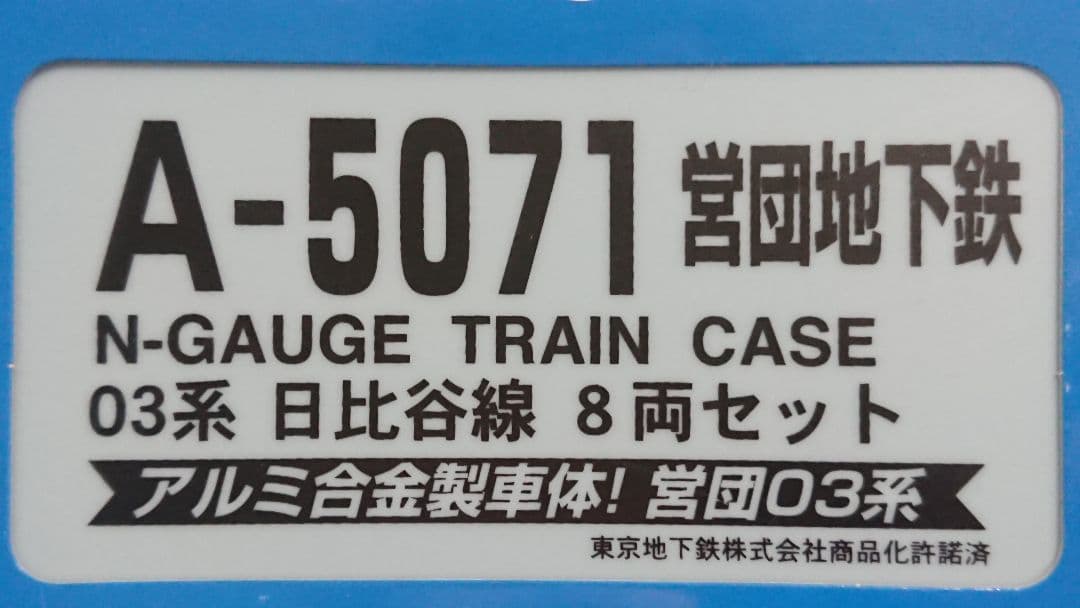 A-5071 営団地下鉄
N-GAUGE TRAIN CASE
03系 日比谷線 8両セット
アルミ合金製車体! 営団03系
東京地下鉄株式会社商品化許諾済